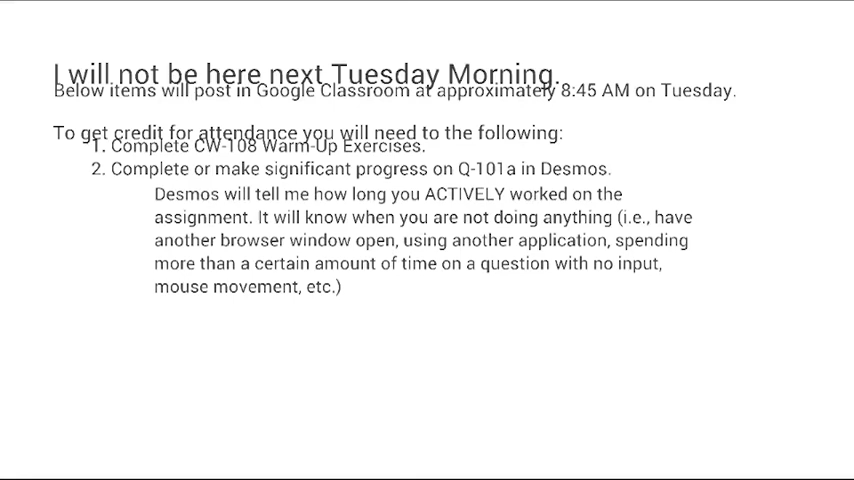 I will not be here next Tuesday Morning.
Below items will post in Google Classroom at approximately 8:45 AM on Tuesday.
To get credit for attendance you will need to the following:
1. Complete CW-108 Warm-Up Exercises.
2. Complete or make significant progress on Q-101a in Desmos.
Desmos will tell me how long you ACTIVELY worked on the
assignment. It will know when you are not doing anything (i.e., have
another browser window open, using another application, spending
more than a certain amount of time on a question with no input,
mouse movement, etc.)